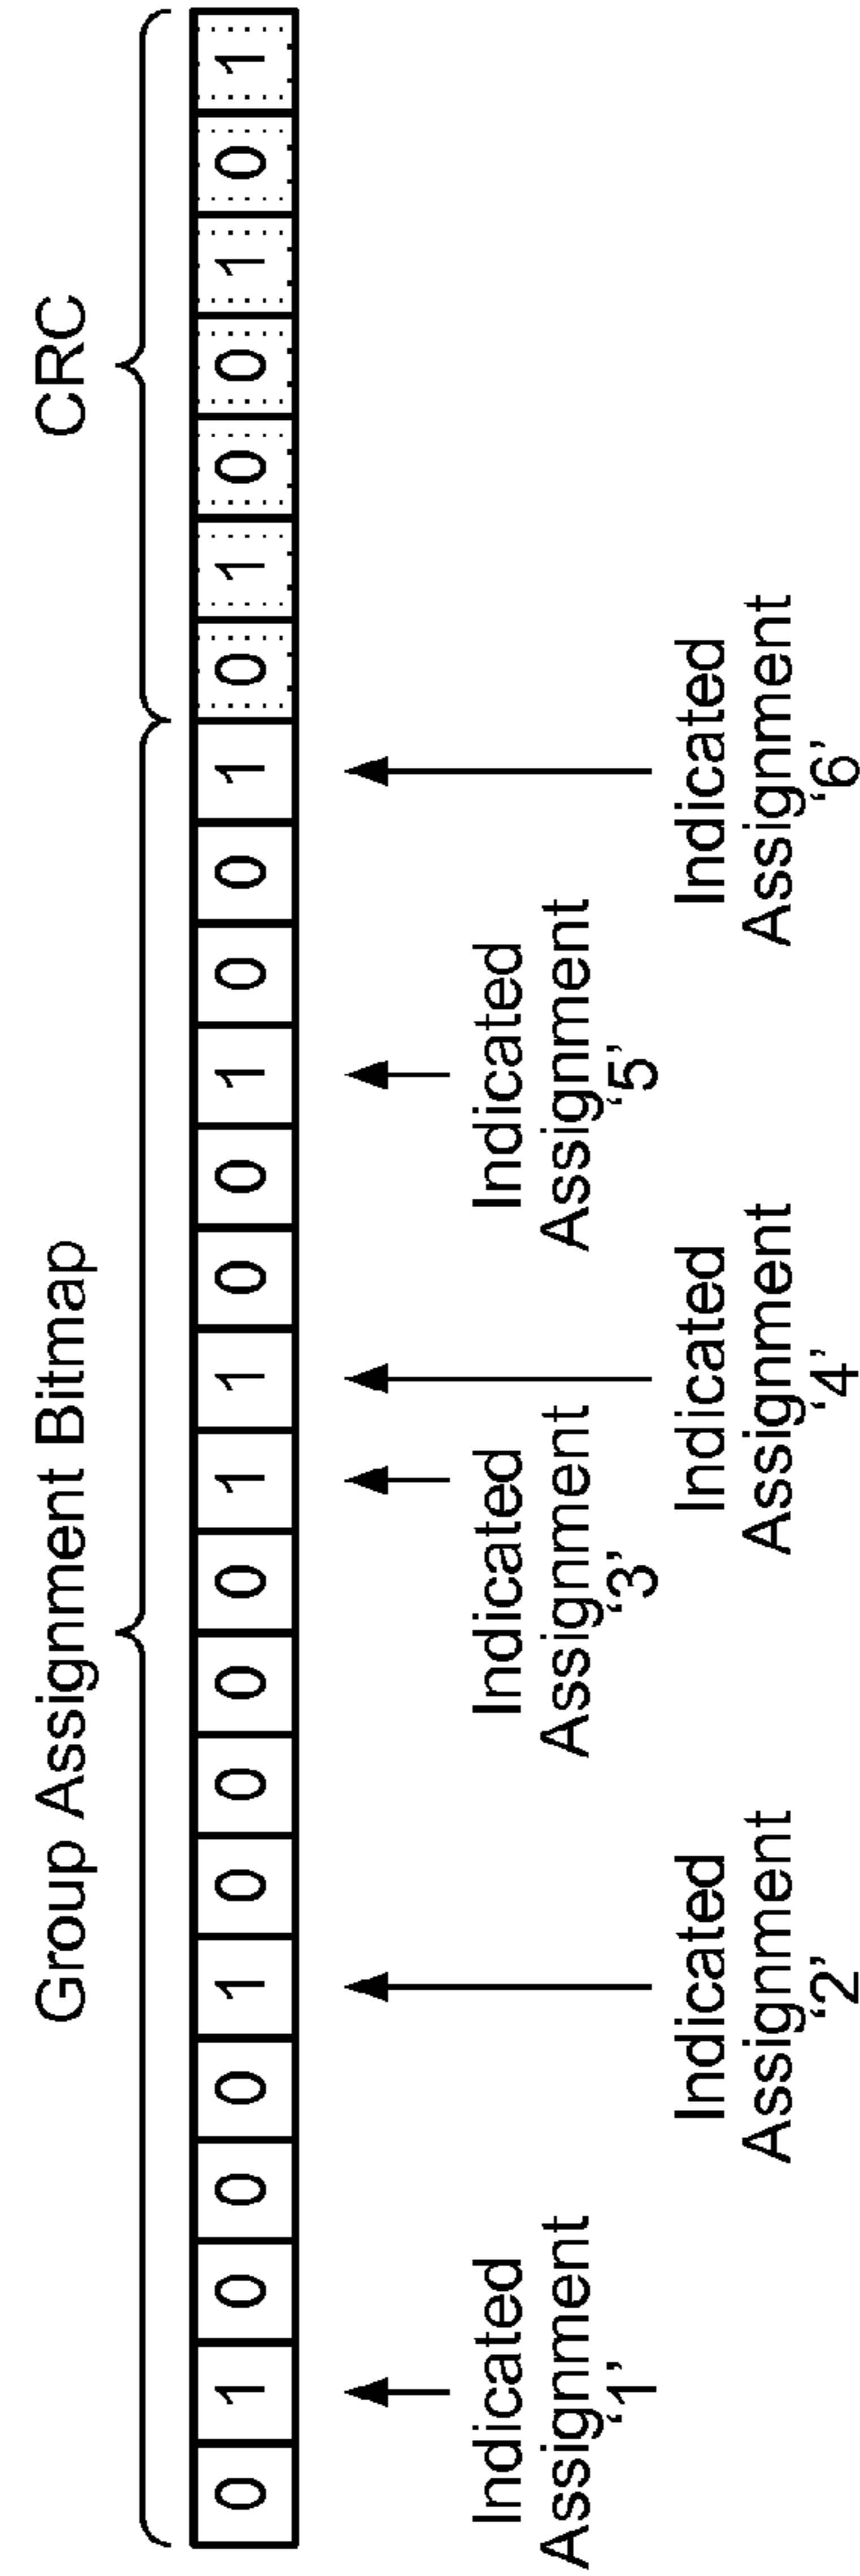 Group Assignment Bitmap
CRC
0 1 0 0 0 1 0 0 0 0 1 1 0 0 1 0 0 1 0 1 0 0 1 0 1
Indicated
Assignment
‘1’
Indicated
Assignment
‘2’
Indicated
Assignment
‘3’
Indicated
Assignment
‘4’
Indicated
Assignment
‘5’
Indicated
Assignment
‘6’